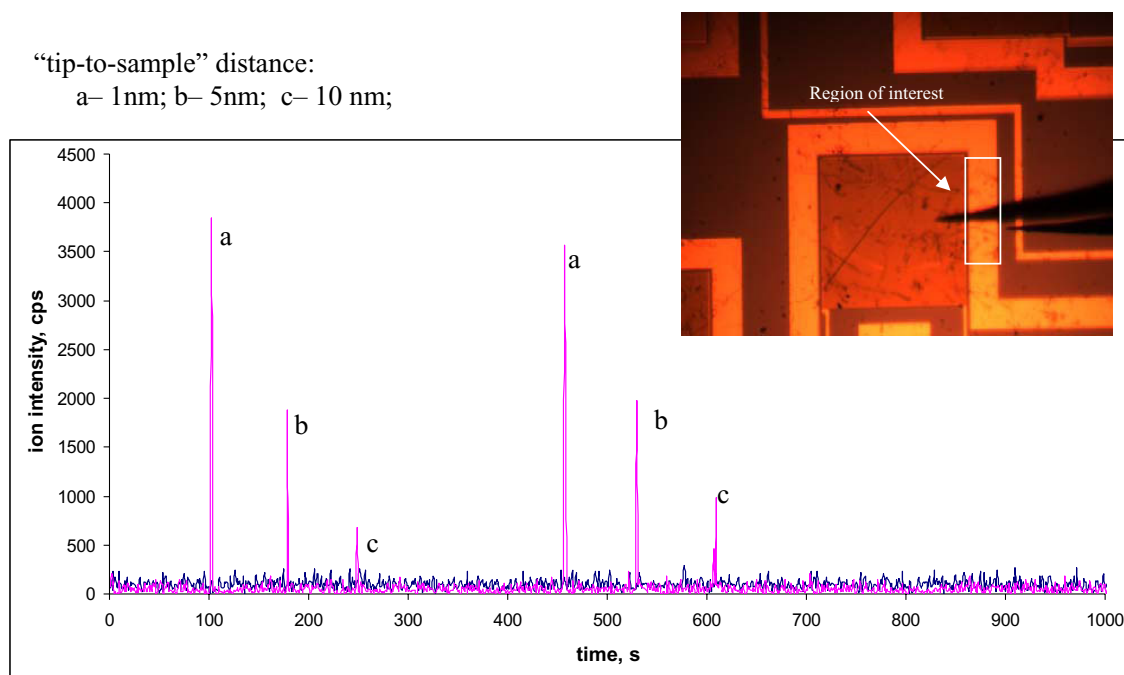 “tip-to-sample” distance:
a– 1nm; b– 5nm; c– 10 nm;
Region of interest
4500
4000
3500
3000
2500
2000
1500
1000
500
0
ion intensity, cps
a
b
c
a
b
c
0 100 200 300 400 500 600 700 800 900 1000
time, s